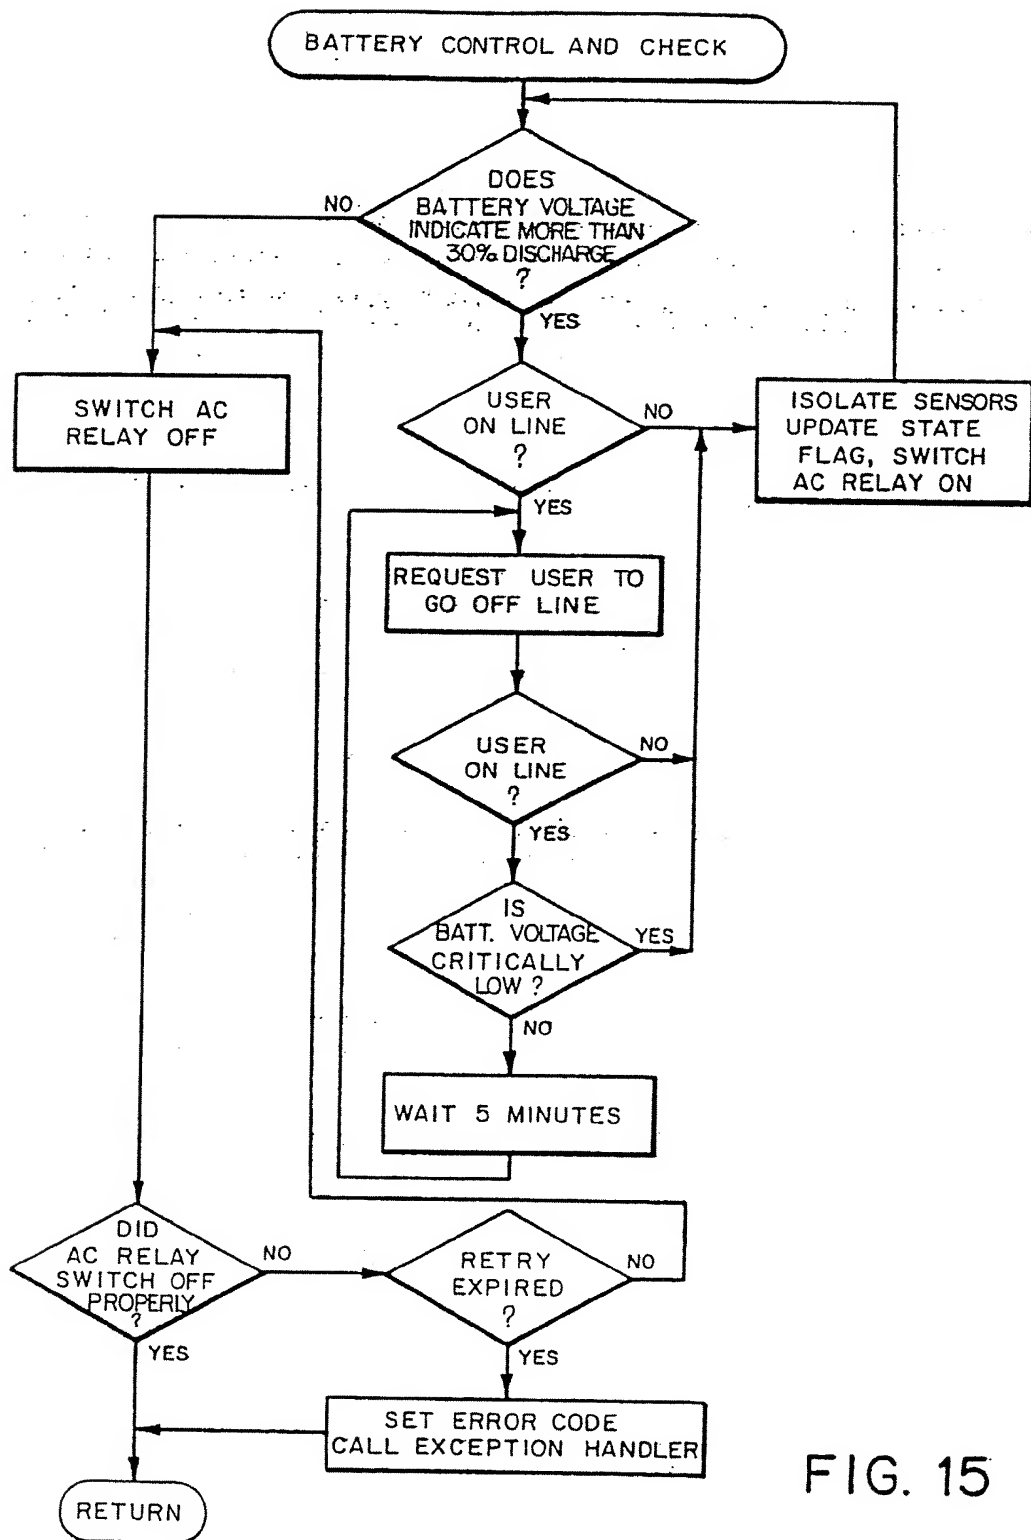 BATTERY CONTROL AND CHECK
DOES
BATTERY VOLTAGE
INDICATE MORE THAN
30% DISCHARGE
?
NO
YES
SWITCH AC
RELAY OFF
USER
ON LINE
?
NO
YES
ISOLATE SENSORS
UPDATE STATE
FLAG, SWITCH
AC RELAY ON
REQUEST USER TO
GO OFF LINE
USER
ON LINE
?
NO
YES
IS
BATT. VOLTAGE
CRITICALLY
LOW ?
YES
NO
WAIT 5 MINUTES
DID
AC RELAY
SWITCH OFF
PROPERLY
?
NO
YES
RETRY
EXPIRED
?
NO
YES
SET ERROR CODE
CALL EXCEPTION HANDLER
RETURN
FIG. 15